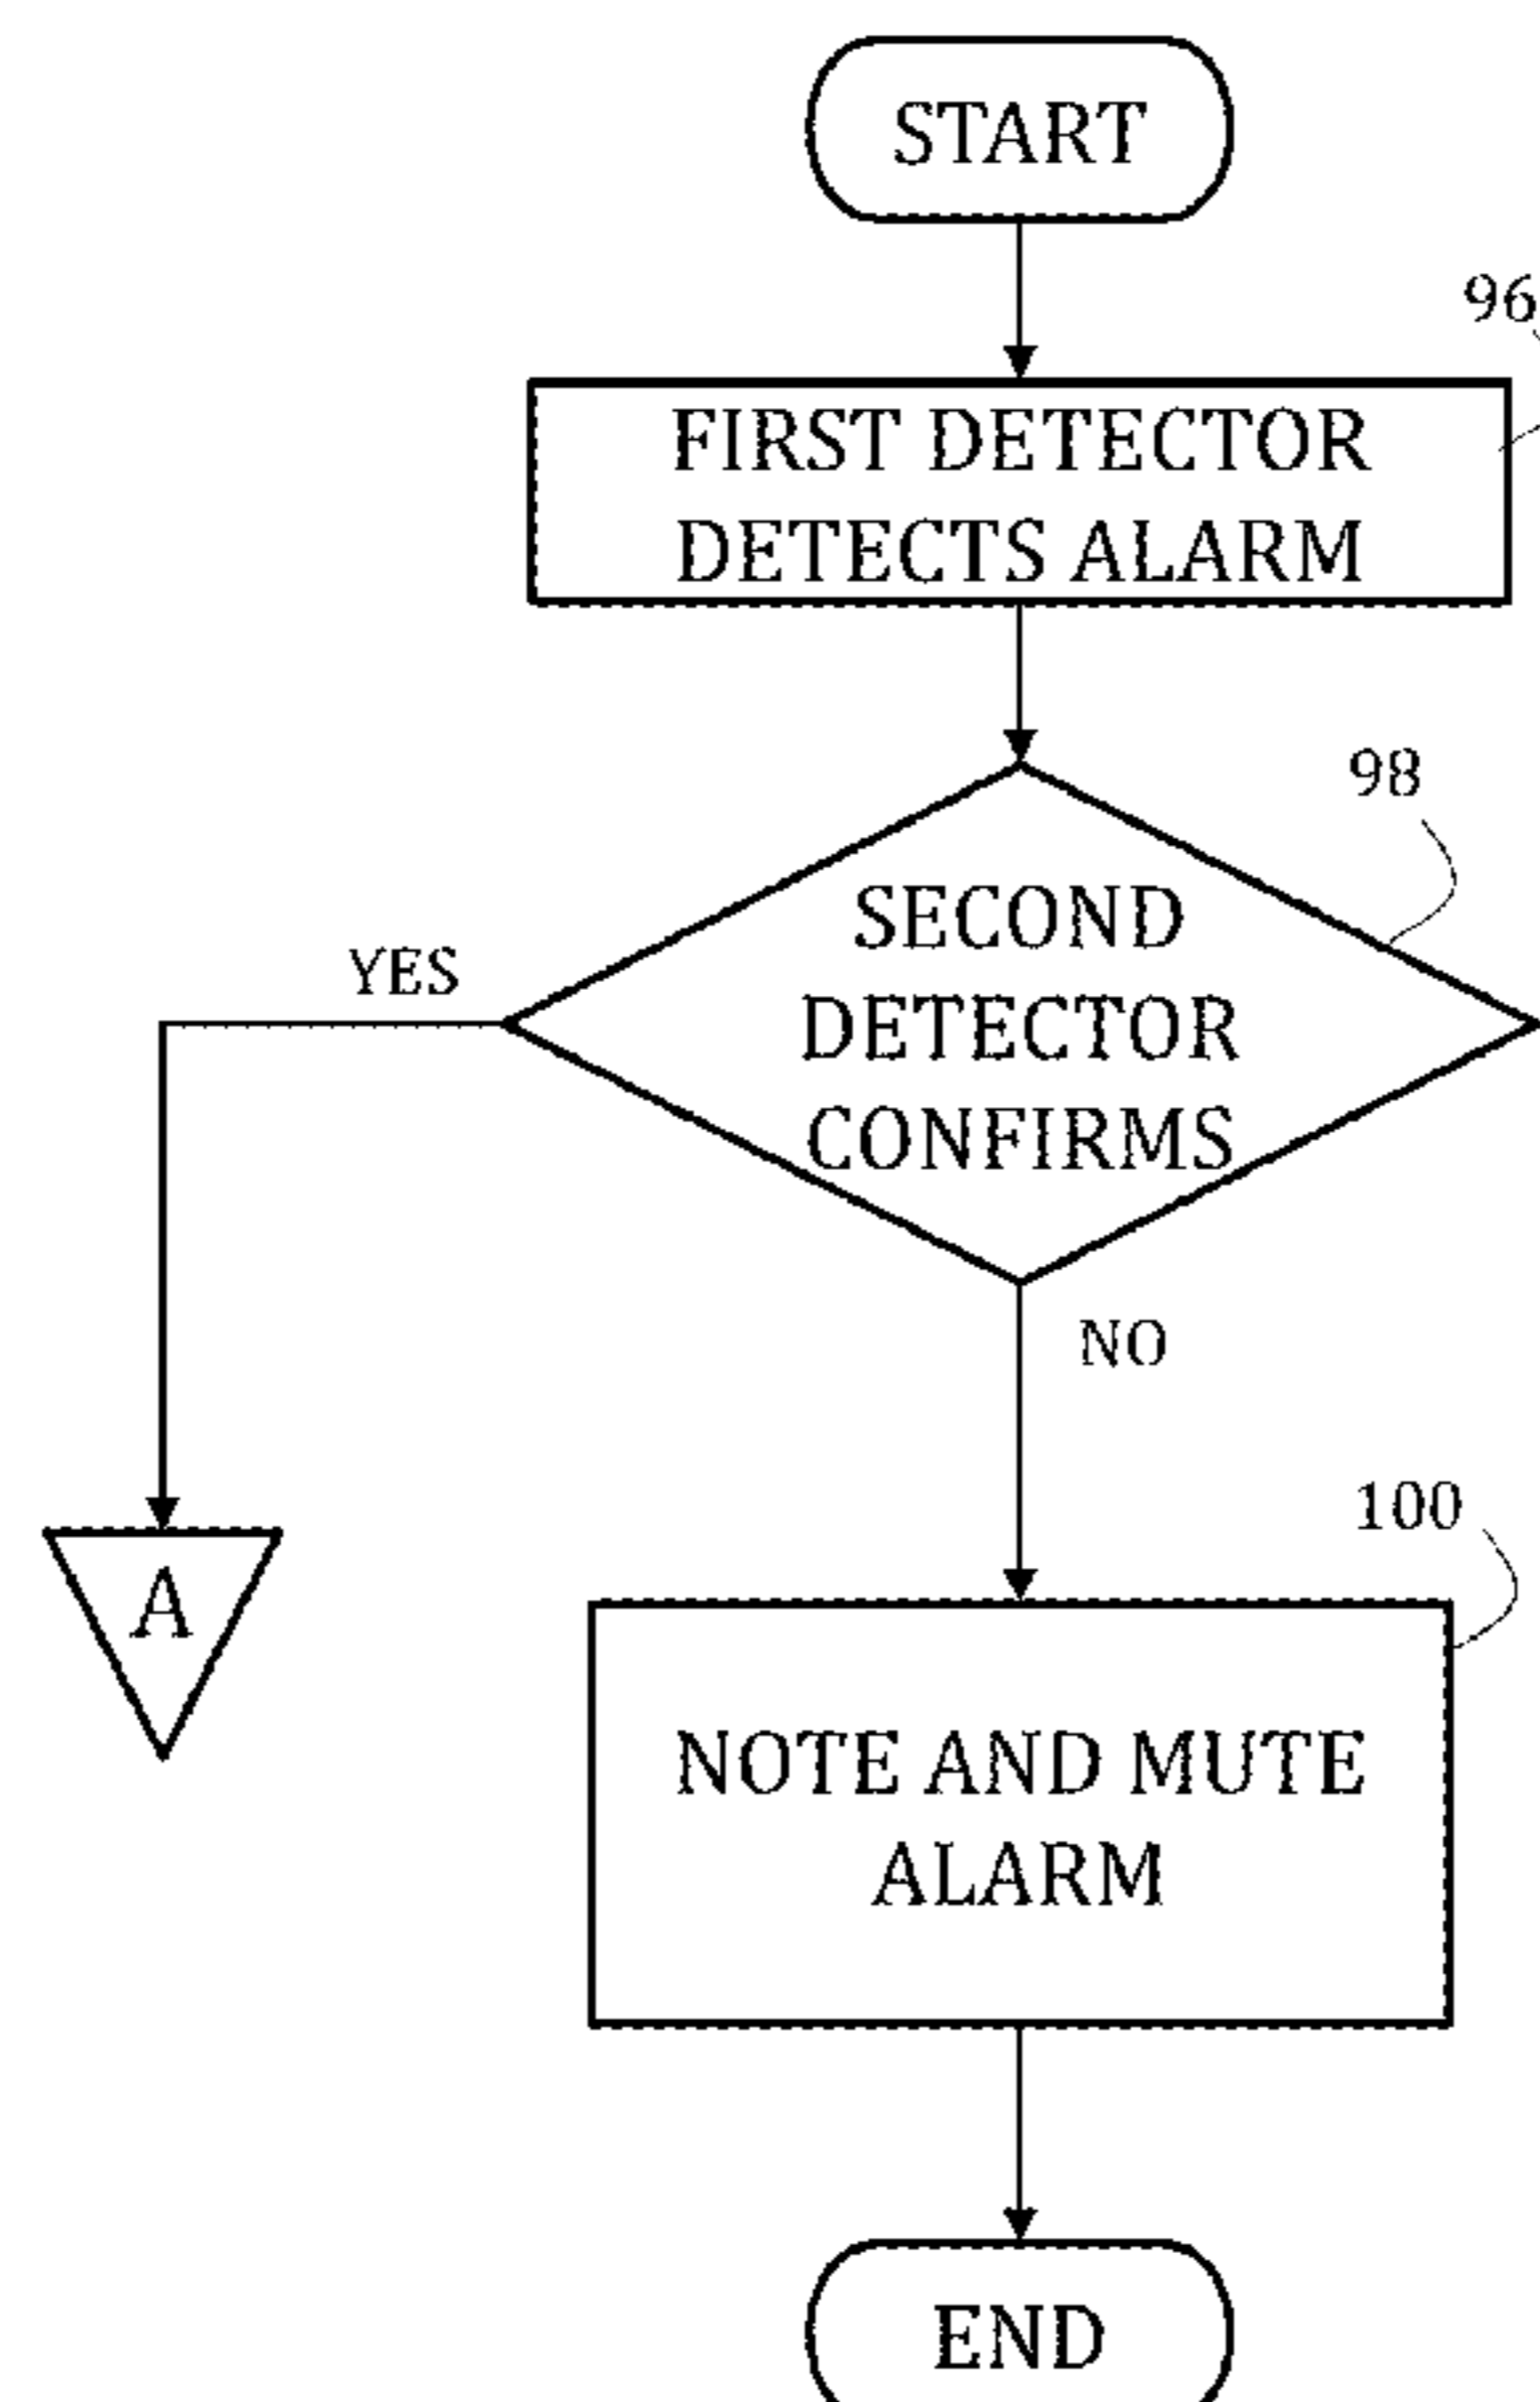 START
96
FIRST DETECTOR
DETECTS ALARM
98
SECOND
DETECTOR
CONFIRMS
YES
NO
100
A
NOTE AND MUTE
ALARM
END